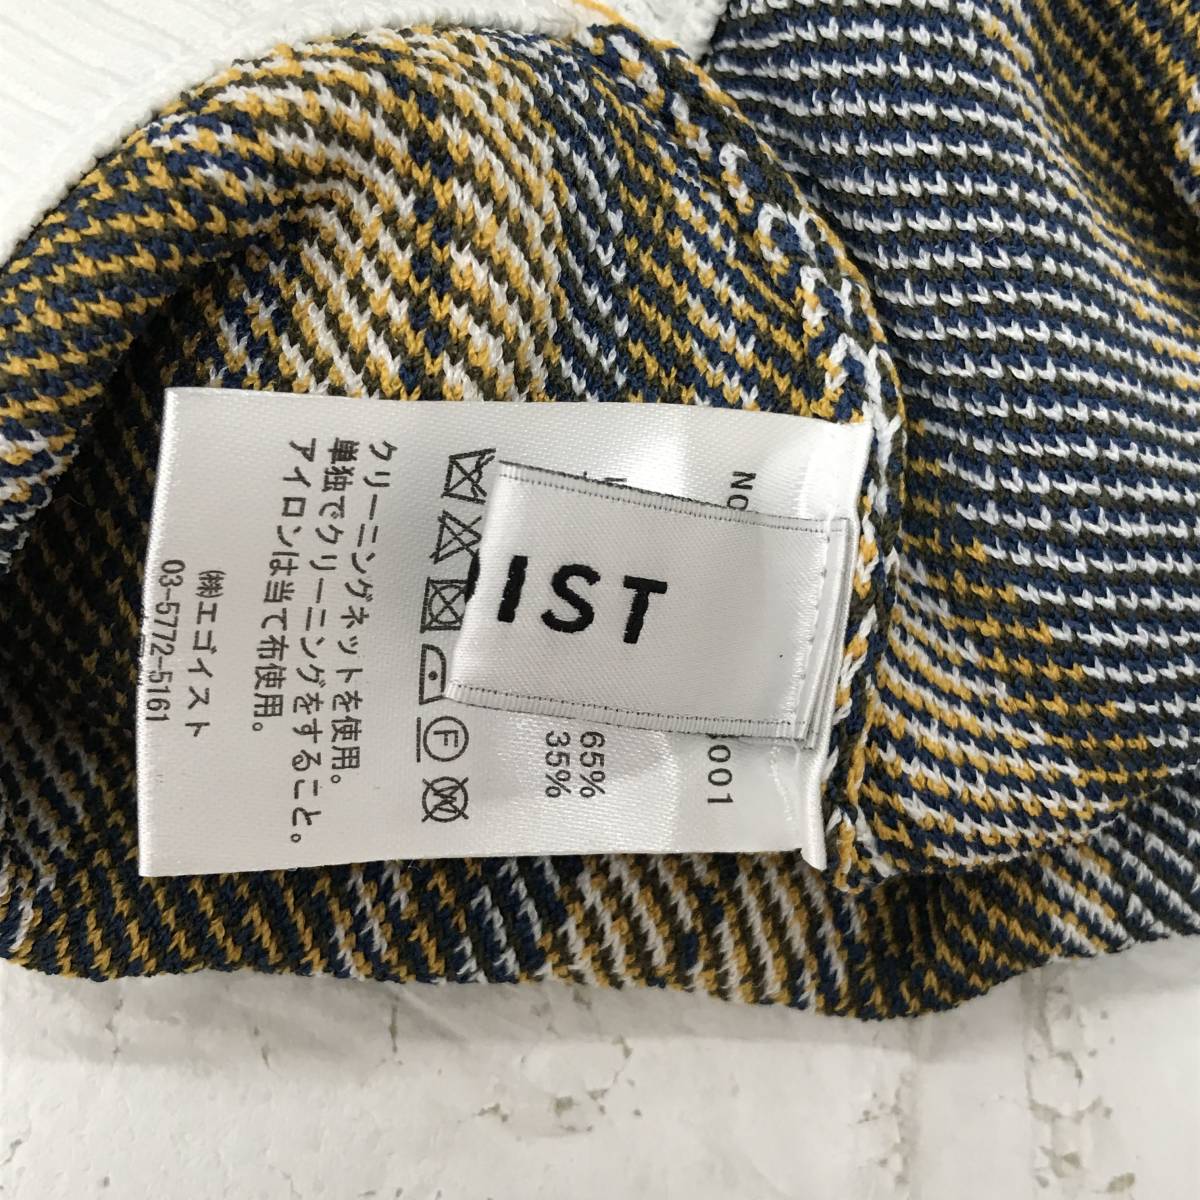 No
3001
65%
35%
IST
F
クリーニングネットを使用。
単独でクリーニングをすること。
アイロンは当て布使用。
㈱エゴイスト
03-5772-5161